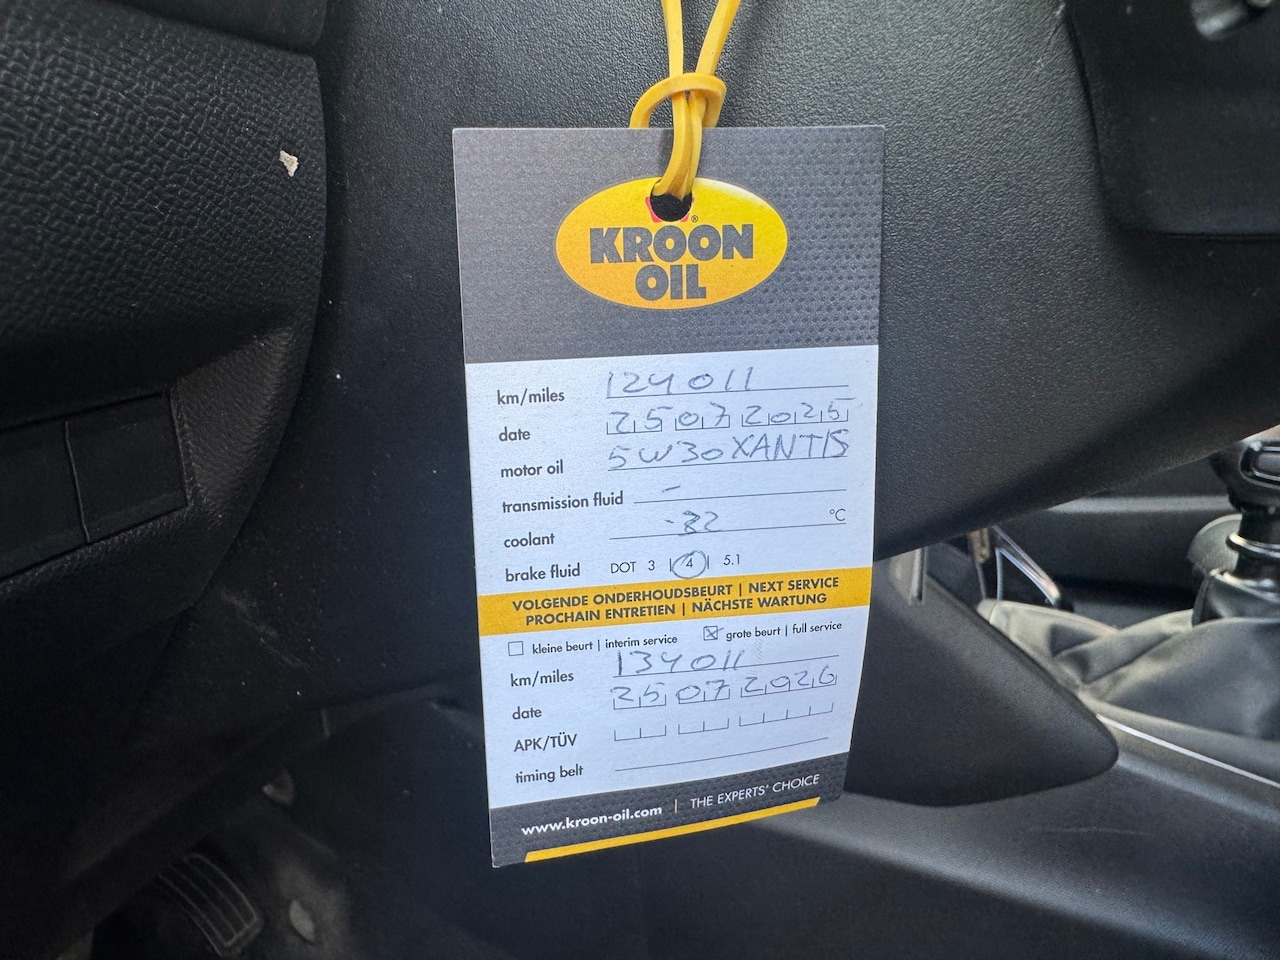 KROON
OIL
®
km/miles 124011
date 25 07 2025
motor oil 5W30 XANTIS
transmission fluid -
coolant -32 °C
brake fluid DOT 3 | 4 | 5.1
VOLGENDE ONDERHOUDSBEURT | NEXT SERVICE
PROCHAIN ENTRETIEN | NÄCHSTE WARTUNG
kleine beurt | interim service grote beurt | full service
km/miles 134011
date 25 07 2026
APK/TÜV
timing belt
www.kroon-oil.com | THE EXPERTS' CHOICE